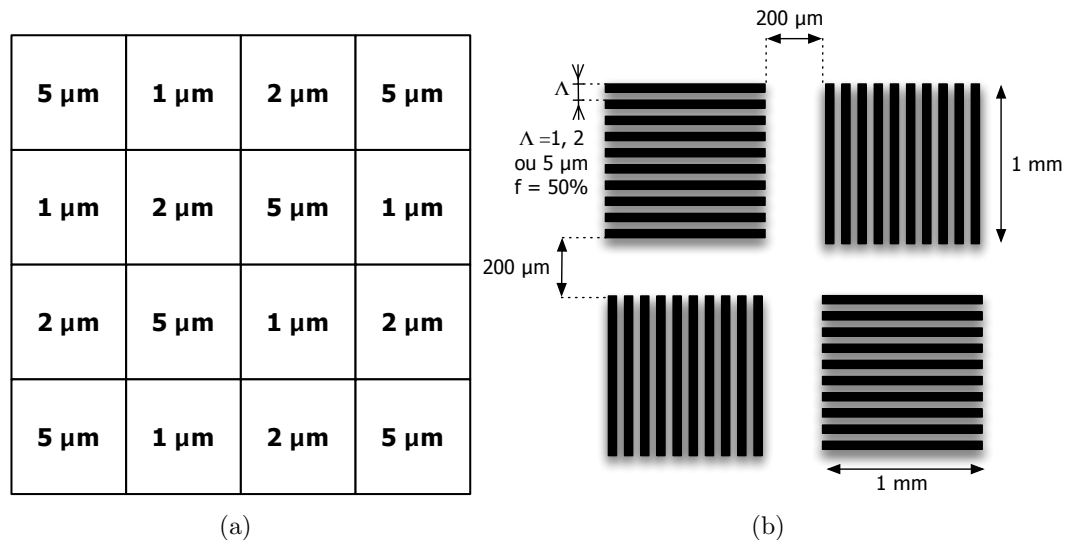 5 µm 1 µm 2 µm 5 µm
1 µm 2 µm 5 µm 1 µm
2 µm 5 µm 1 µm 2 µm
5 µm 1 µm 2 µm 5 µm
(a)
200 µm
Λ
Λ =1, 2
ou 5 µm
f = 50%
1 mm
200 µm
1 mm
(b)